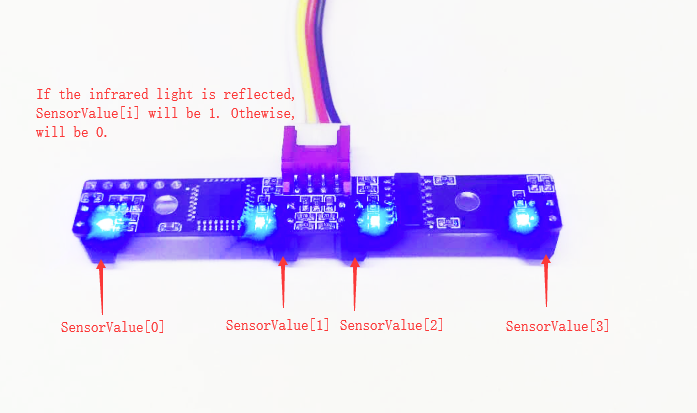 If the infrared light is reflected,
SensorValue[i] will be 1. Othewise,
will be 0.
SensorValue[0]
SensorValue[1]
SensorValue[2]
SensorValue[3]